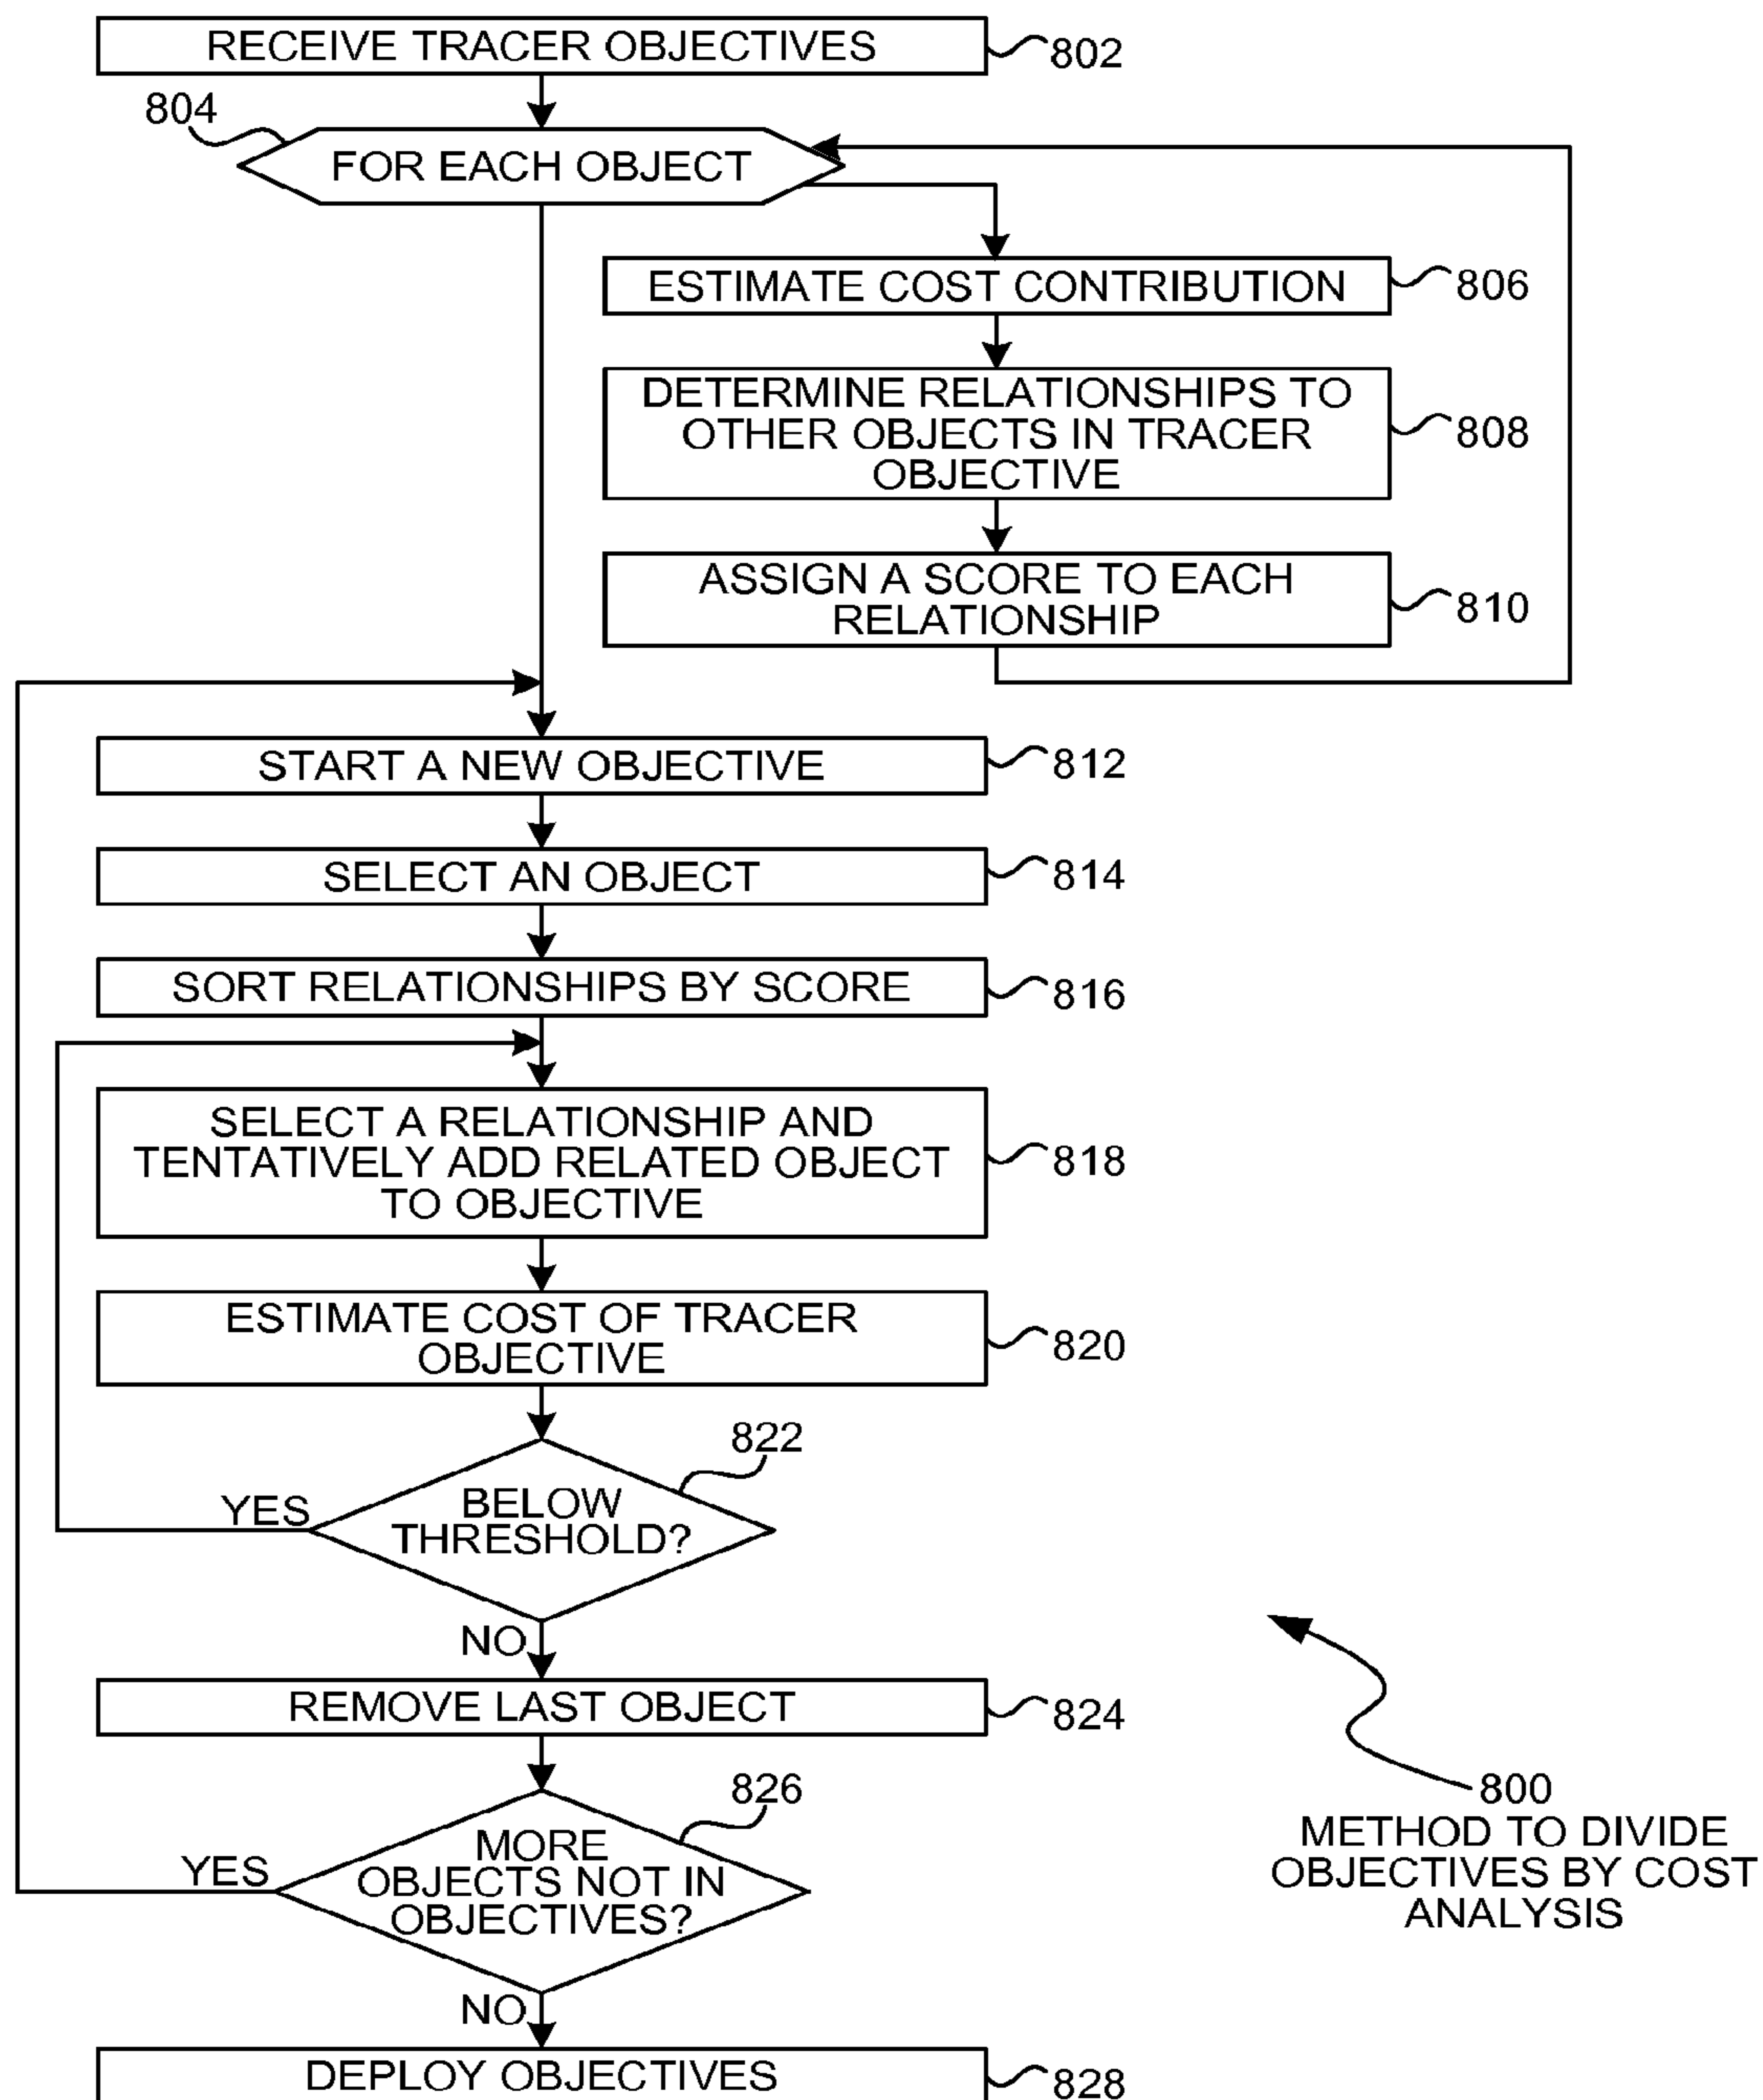 RECEIVE TRACER OBJECTIVES
802
804
FOR EACH OBJECT
ESTIMATE COST CONTRIBUTION
806
DETERMINE RELATIONSHIPS TO
OTHER OBJECTS IN TRACER
OBJECTIVE
808
ASSIGN A SCORE TO EACH
RELATIONSHIP
810
START A NEW OBJECTIVE
812
SELECT AN OBJECT
814
SORT RELATIONSHIPS BY SCORE
816
SELECT A RELATIONSHIP AND
TENTATIVELY ADD RELATED OBJECT
TO OBJECTIVE
818
ESTIMATE COST OF TRACER
OBJECTIVE
820
822
YES
BELOW
THRESHOLD?
NO
REMOVE LAST OBJECT
824
826
YES
MORE
OBJECTS NOT IN
OBJECTIVES?
NO
DEPLOY OBJECTIVES
828
800
METHOD TO DIVIDE
OBJECTIVES BY COST
ANALYSIS